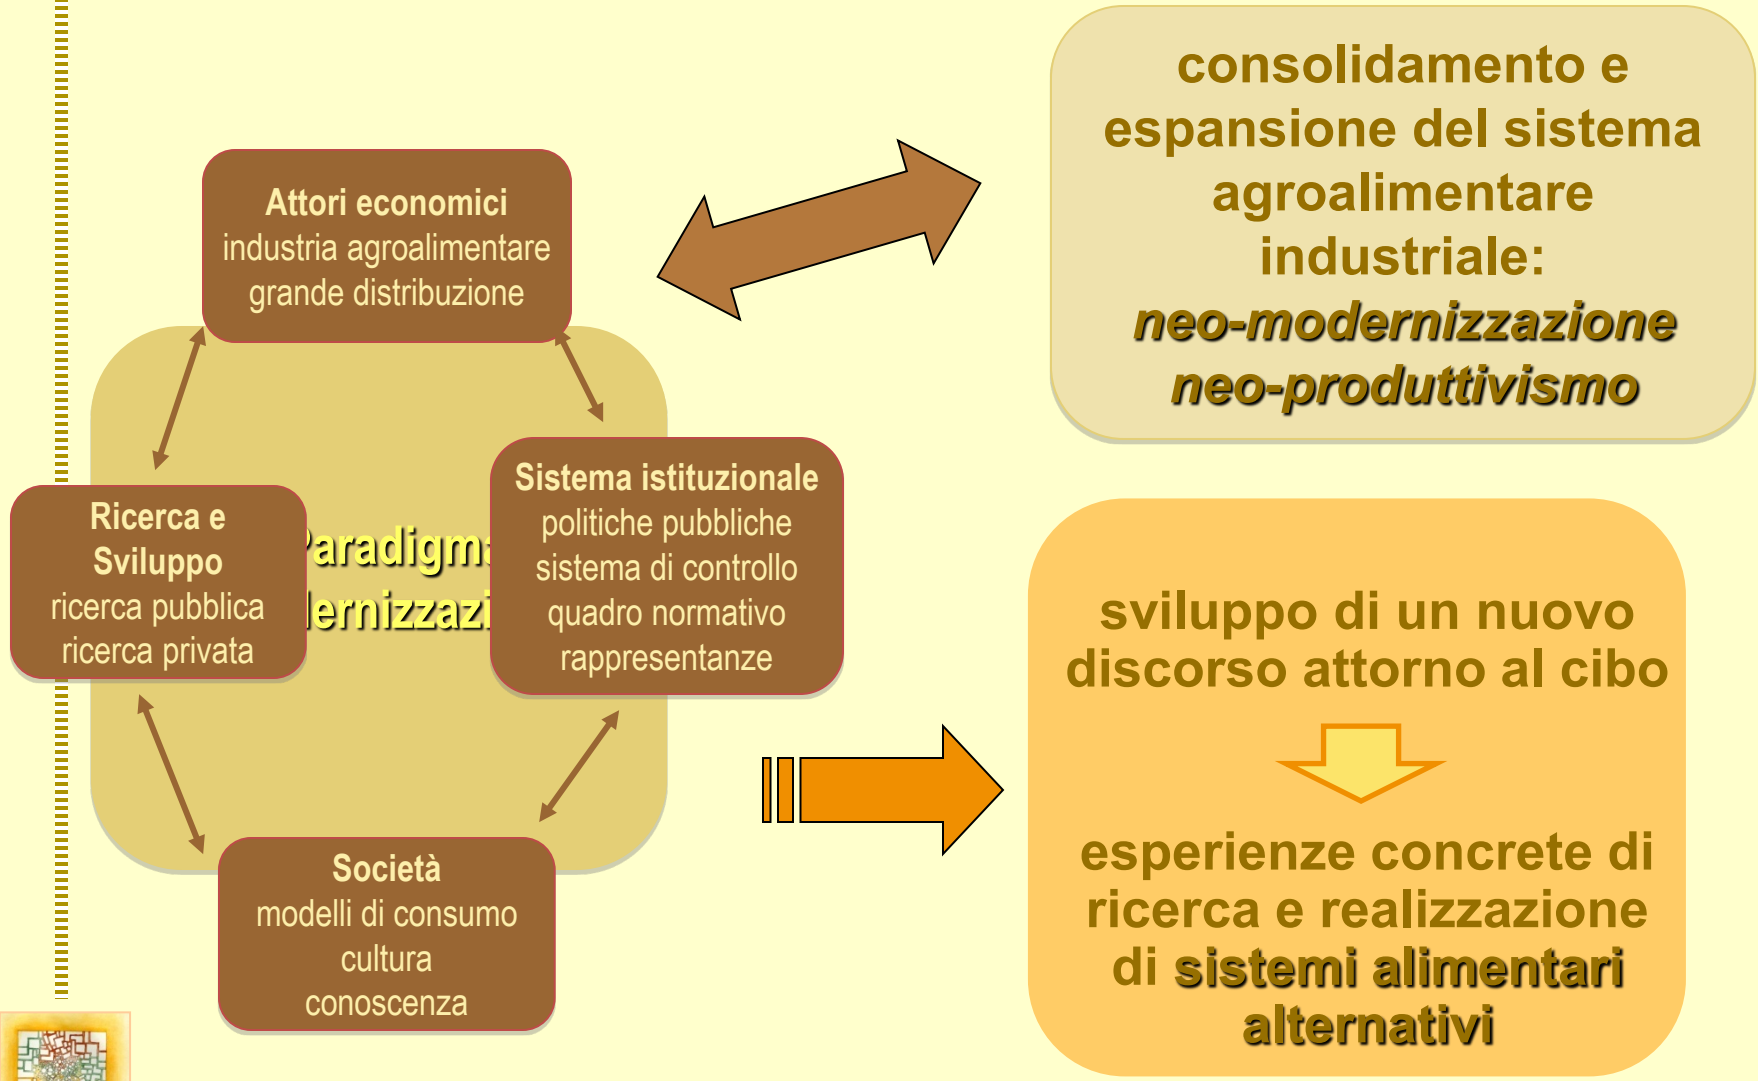 Attori economici
industria agroalimentare
grande distribuzione
Ricerca e
Sviluppo
ricerca pubblica
ricerca privata
Sistema istituzionale
politiche pubbliche
sistema di controllo
quadro normativo
rappresentanze
Società
modelli di consumo
cultura
conoscenza
consolidamento e
espansione del sistema
agroalimentare
industriale:
neo-modernizzazione
neo-produttivismo
sviluppo di un nuovo
discorso attorno al cibo
esperienze concrete di
ricerca e realizzazione
di sistemi alimentari
alternativi